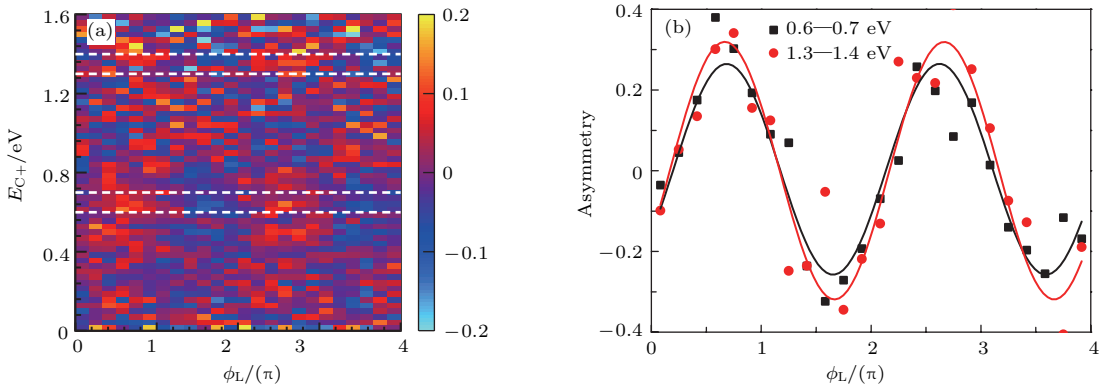 (a)
1.6
1.2
0.8
0.4
0
E_C+/eV
0 1 2 3 4
ϕ_L/(π)
0.2
0.1
0
−0.1
−0.2
(b)
0.6—0.7 eV
1.3—1.4 eV
0.4
0.2
0
−0.2
−0.4
Asymmetry
0 1 2 3 4
ϕ_L/(π)